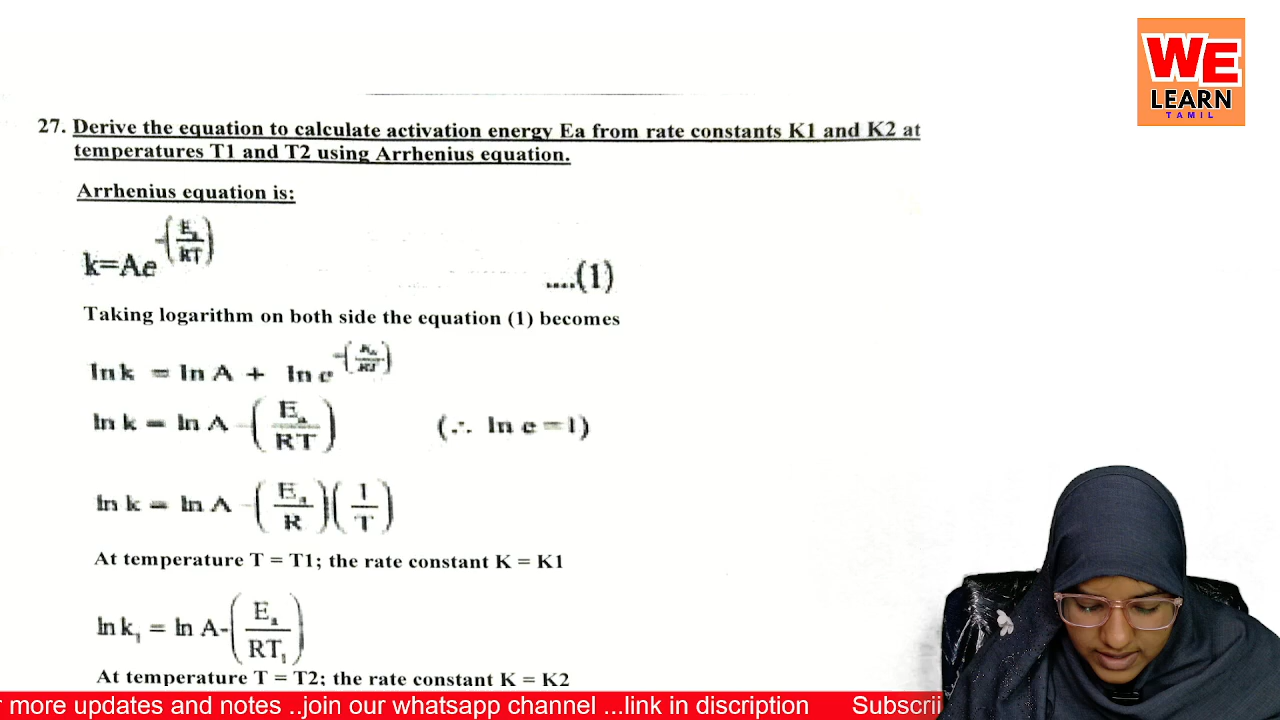 WE
LEARN
TAMIL
27. Derive the equation to calculate activation energy Ea from rate constants K1 and K2 at
temperatures T1 and T2 using Arrhenius equation.
Arrhenius equation is:
k=Ae^-(Ea/RT) ....(1)
Taking logarithm on both side the equation (1) becomes
ln k = ln A + ln e^-(Ea/RT)
ln k = ln A -(Ea/RT) (∴ ln e =1)
ln k = ln A -(Ea/R)(1/T)
At temperature T = T1; the rate constant K = K1
ln k₁ = ln A-(Ea/RT₁)
At temperature T = T2; the rate constant K = K2
r more updates and notes ..join our whatsapp channel ...link in discription Subscrii